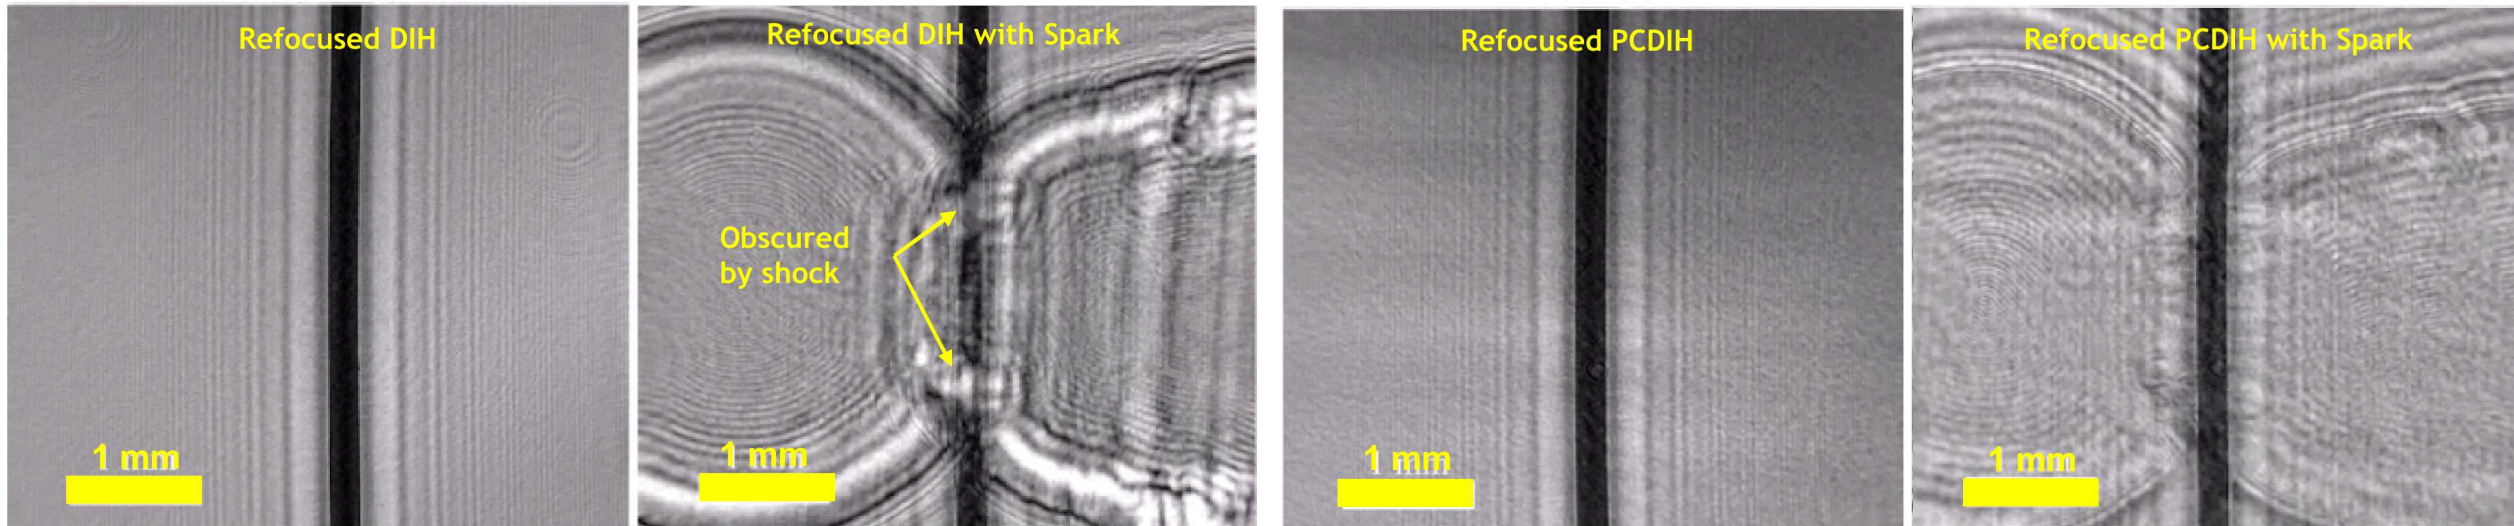 Refocused DIH
1 mm
Refocused DIH with Spark
Obscured
by shock
1 mm
Refocused PCDIH
1 mm
Refocused PCDIH with Spark
1 mm